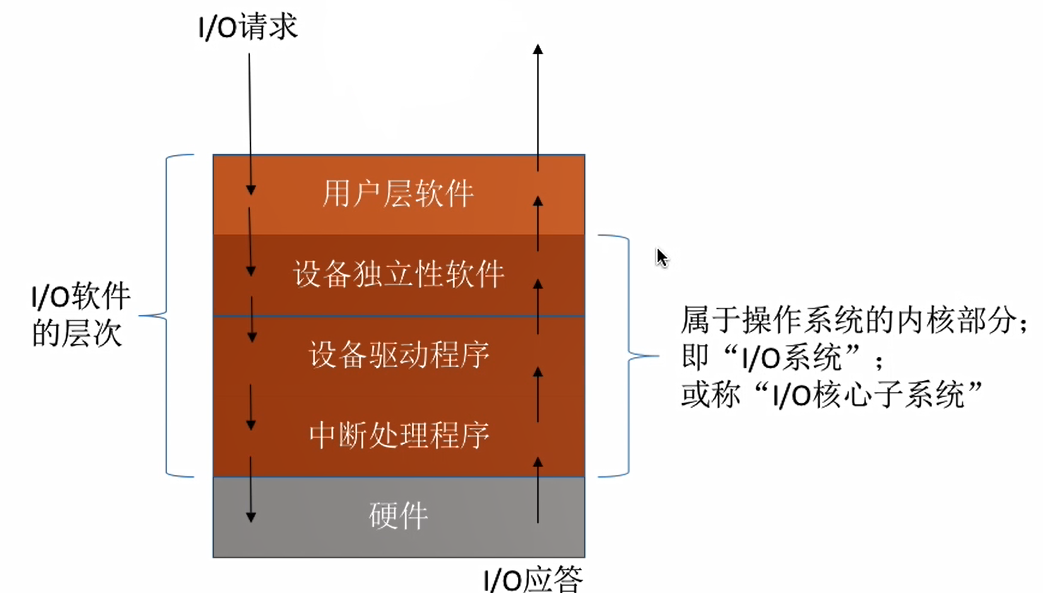 I/O请求
用户层软件
设备独立性软件
设备驱动程序
中断处理程序
硬件
I/O软件
的层次
属于操作系统的内核部分；
即“I/O系统”；
或称“I/O核心子系统”
I/O应答